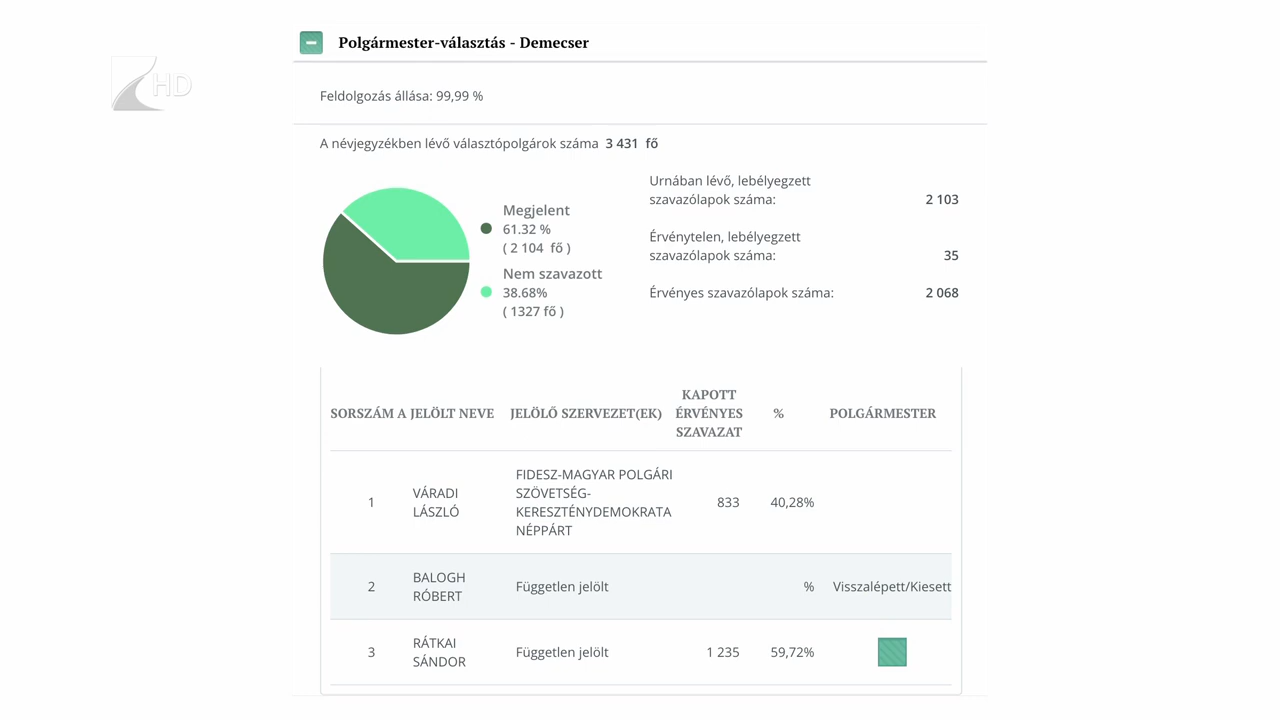 Polgármester-választás - Demecser
HD
Feldolgozás állása: 99,99 %
A névjegyzékben lévő választópolgárok száma 3 431 fő
Megjelent
61.32 %
( 2 104 fő )
Nem szavazott
38.68%
( 1327 fő )
Urnában lévő, lebélyegzett
szavazólapok száma:
2 103
Érvénytelen, lebélyegzett
szavazólapok száma:
35
Érvényes szavazólapok száma:
2 068
SORSZÁM A JELÖLT NEVE JELÖLŐ SZERVEZET(EK) KAPOTT
ÉRVÉNYES
SZAVAZAT % POLGÁRMESTER
1
VÁRADI
LÁSZLÓ
FIDESZ-MAGYAR POLGÁRI
SZÖVETSÉG-
KERESZTÉNYDEMOKRATA
NÉPPÁRT
833
40,28%
2
BALOGH
RÓBERT
Független jelölt
%
Visszalépett/Kiesett
3
RÁTKAI
SÁNDOR
Független jelölt
1 235
59,72%